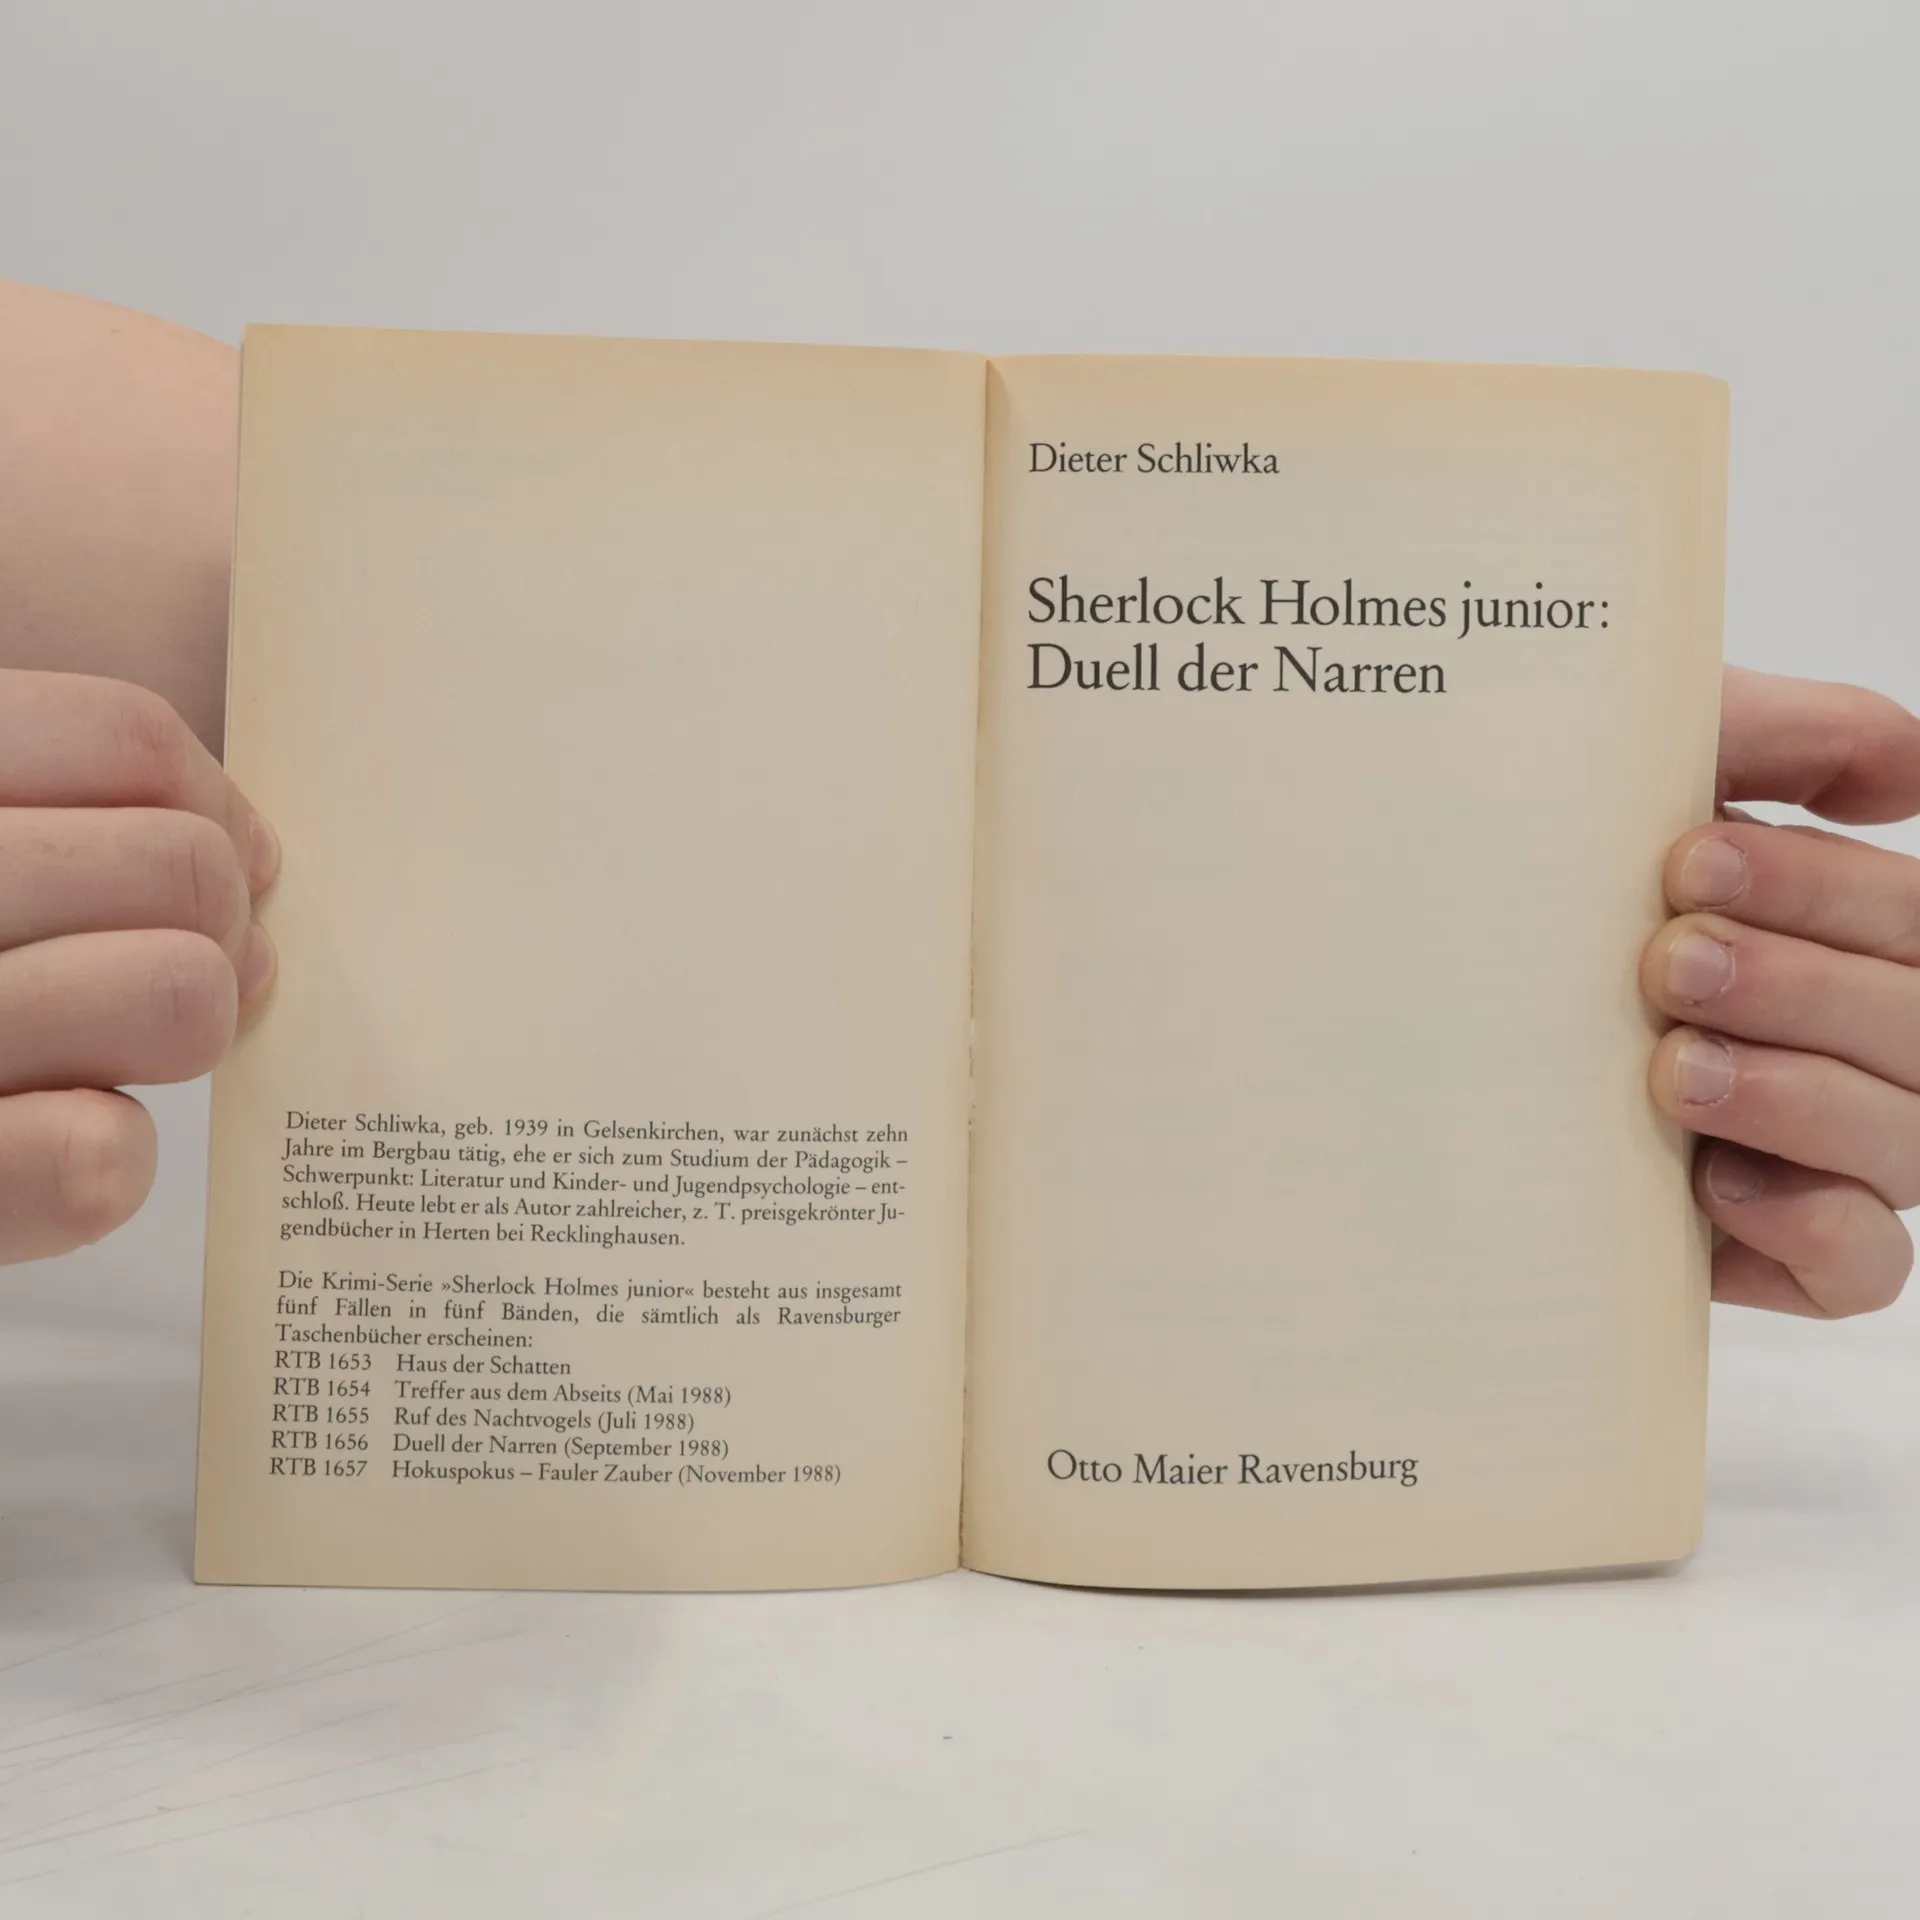 Dieter Schliwka, geb. 1939 in Gelsenkirchen, war zunächst zehn
Jahre im Bergbau tätig, ehe er sich zum Studium der Pädagogik –
Schwerpunkt: Literatur und Kinder- und Jugendpsychologie – ent-
schloß. Heute lebt er als Autor zahlreicher, z. T. preisgekrönter Ju-
gendbücher in Herten bei Recklinghausen.
Die Krimi-Serie »Sherlock Holmes junior« besteht aus insgesamt
fünf Fällen in fünf Bänden, die sämtlich als Ravensburger
Taschenbücher erscheinen:
RTB 1653 Haus der Schatten
RTB 1654 Treffer aus dem Abseits (Mai 1988)
RTB 1655 Ruf des Nachtvogels (Juli 1988)
RTB 1656 Duell der Narren (September 1988)
RTB 1657 Hokuspokus – Fauler Zauber (November 1988)
Dieter Schliwka
Sherlock Holmes junior:
Duell der Narren
Otto Maier Ravensburg